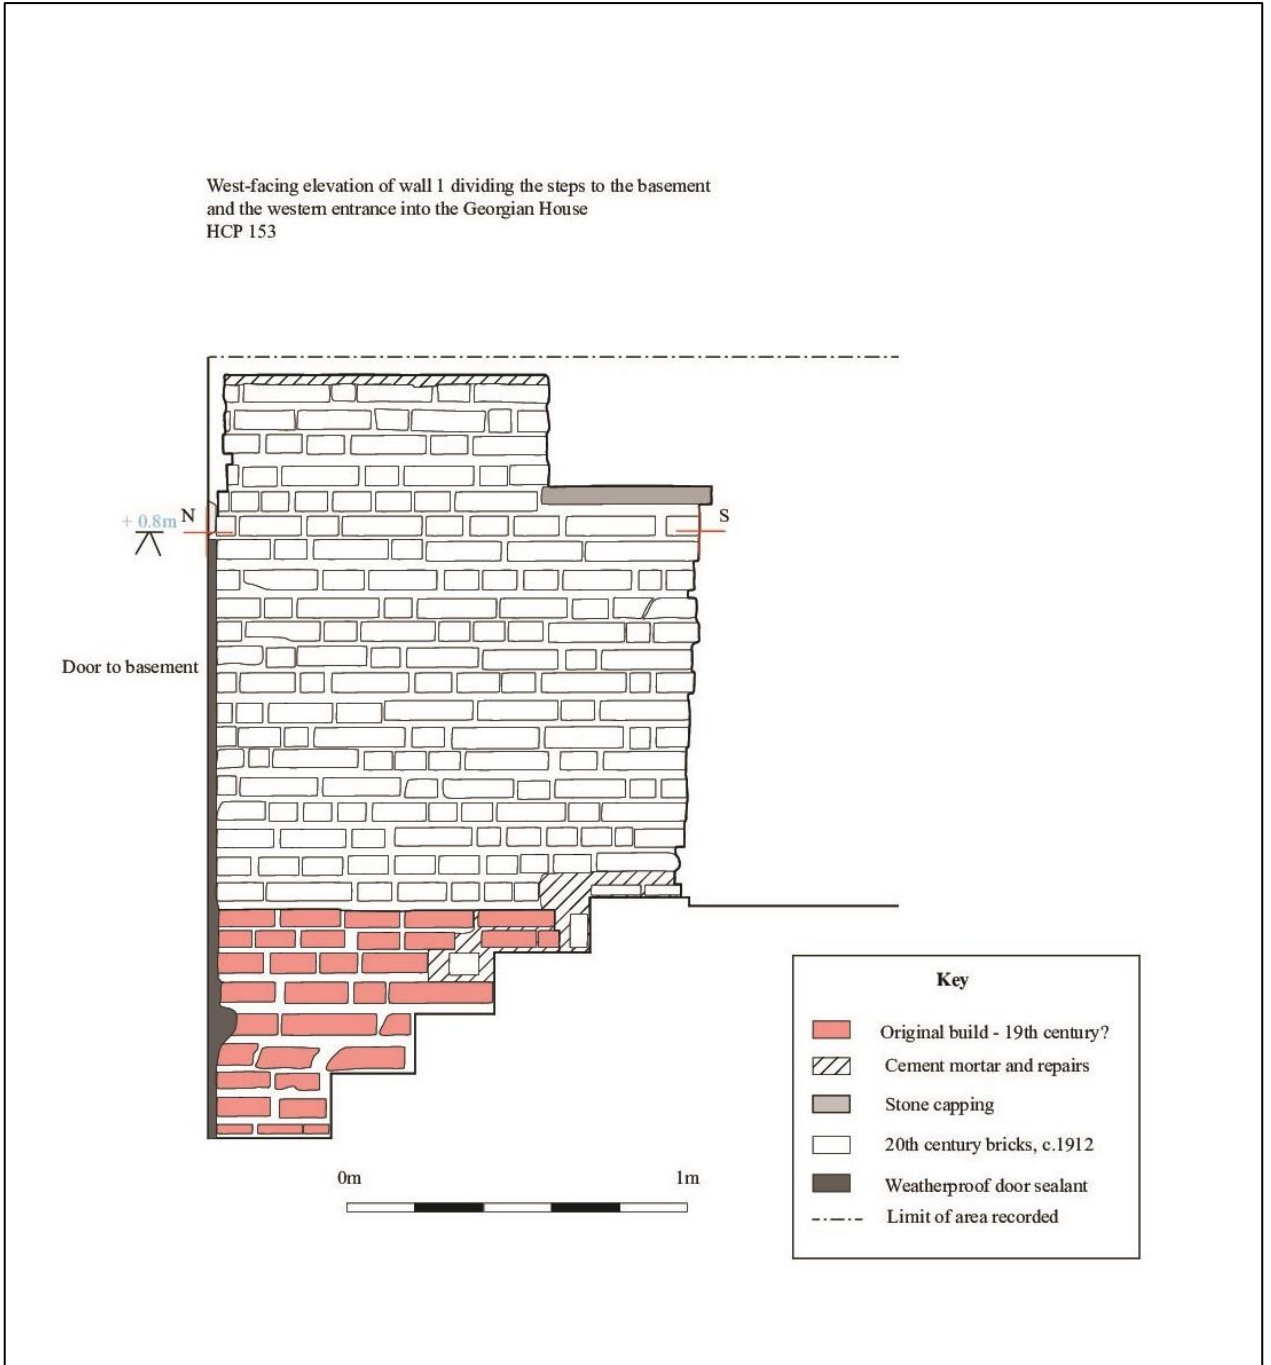 West-facing elevation of wall 1 dividing the steps to the basement
and the western entrance into the Georgian House
HCP 153
+ 0.8m N
S
Door to basement
Key
Original build - 19th century?
Cement mortar and repairs
Stone capping
20th century bricks, c.1912
Weatherproof door sealant
Limit of area recorded
0m 1m